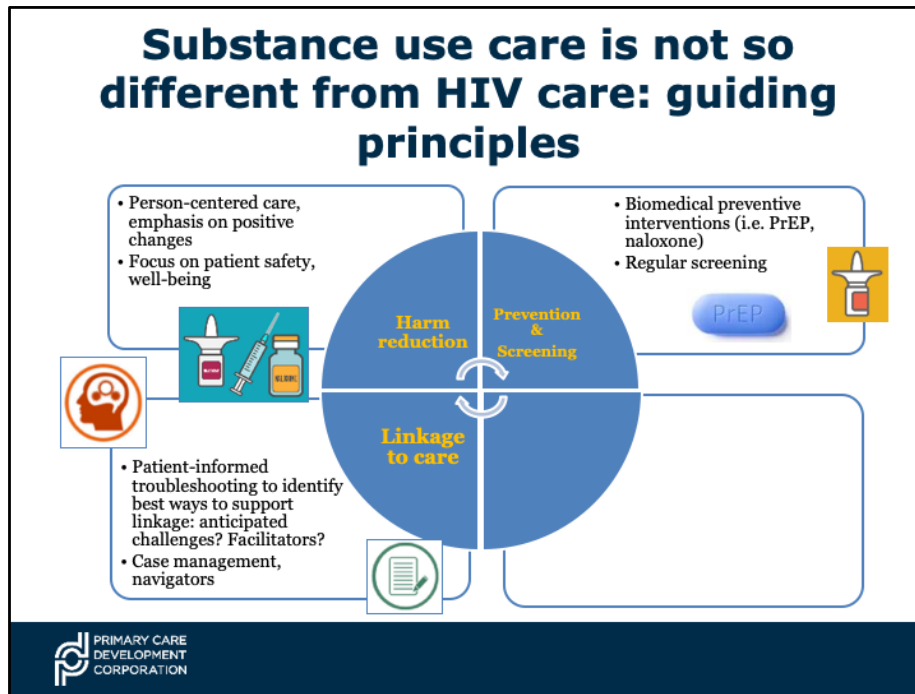 Substance use care is not so
different from HIV care: guiding
principles
• Person-centered care,
emphasis on positive
changes
• Focus on patient safety,
well-being
• Biomedical preventive
interventions (i.e. PrEP,
naloxone)
• Regular screening
PrEP
Harm
reduction
Prevention
&
Screening
Linkage
to care
• Patient-informed
troubleshooting to identify
best ways to support
linkage: anticipated
challenges? Facilitators?
• Case management,
navigators
PRIMARY CARE
DEVELOPMENT
CORPORATION